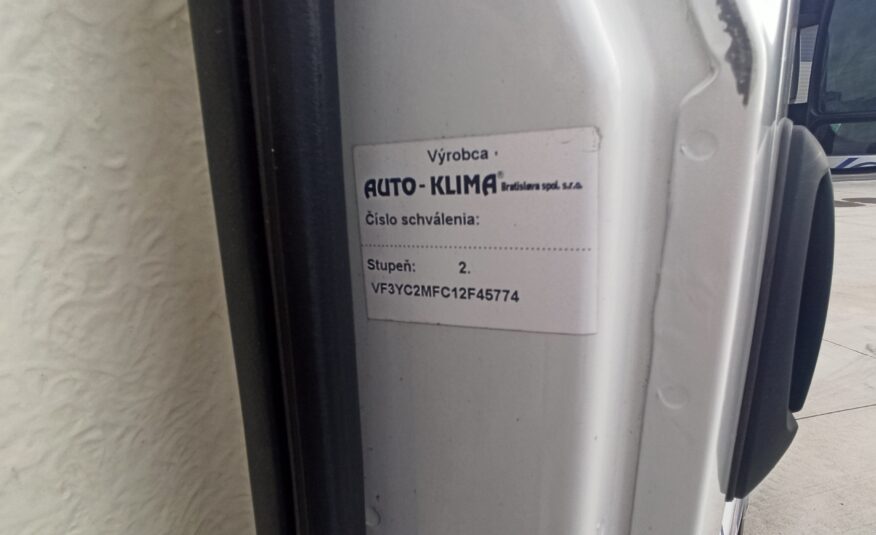 Výrobca
AUTO-KLIMA® Bratislava spol. s.r.o.
Číslo schválenia:
Stupeň: 2.
VF3YC2MFC12F45774